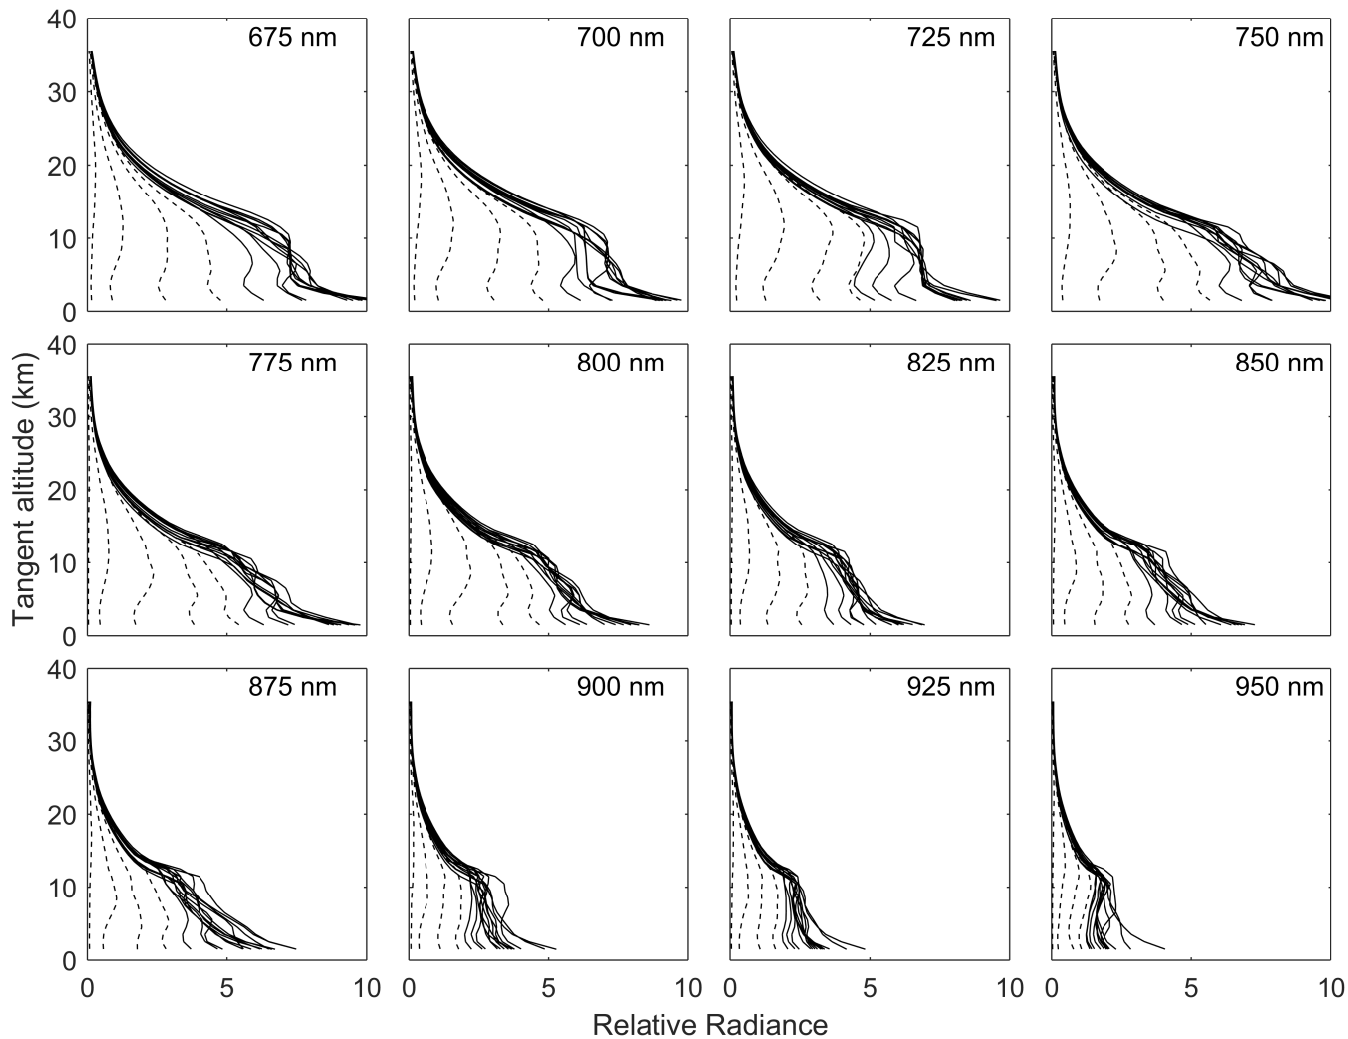 40
30
20
10
0
675 nm
700 nm
725 nm
750 nm
Tangent altitude (km)
40
30
20
10
0
775 nm
800 nm
825 nm
850 nm
40
30
20
10
0
875 nm
900 nm
925 nm
950 nm
0 5 10 0 5 10 0 5 10 0 5 10
Relative Radiance